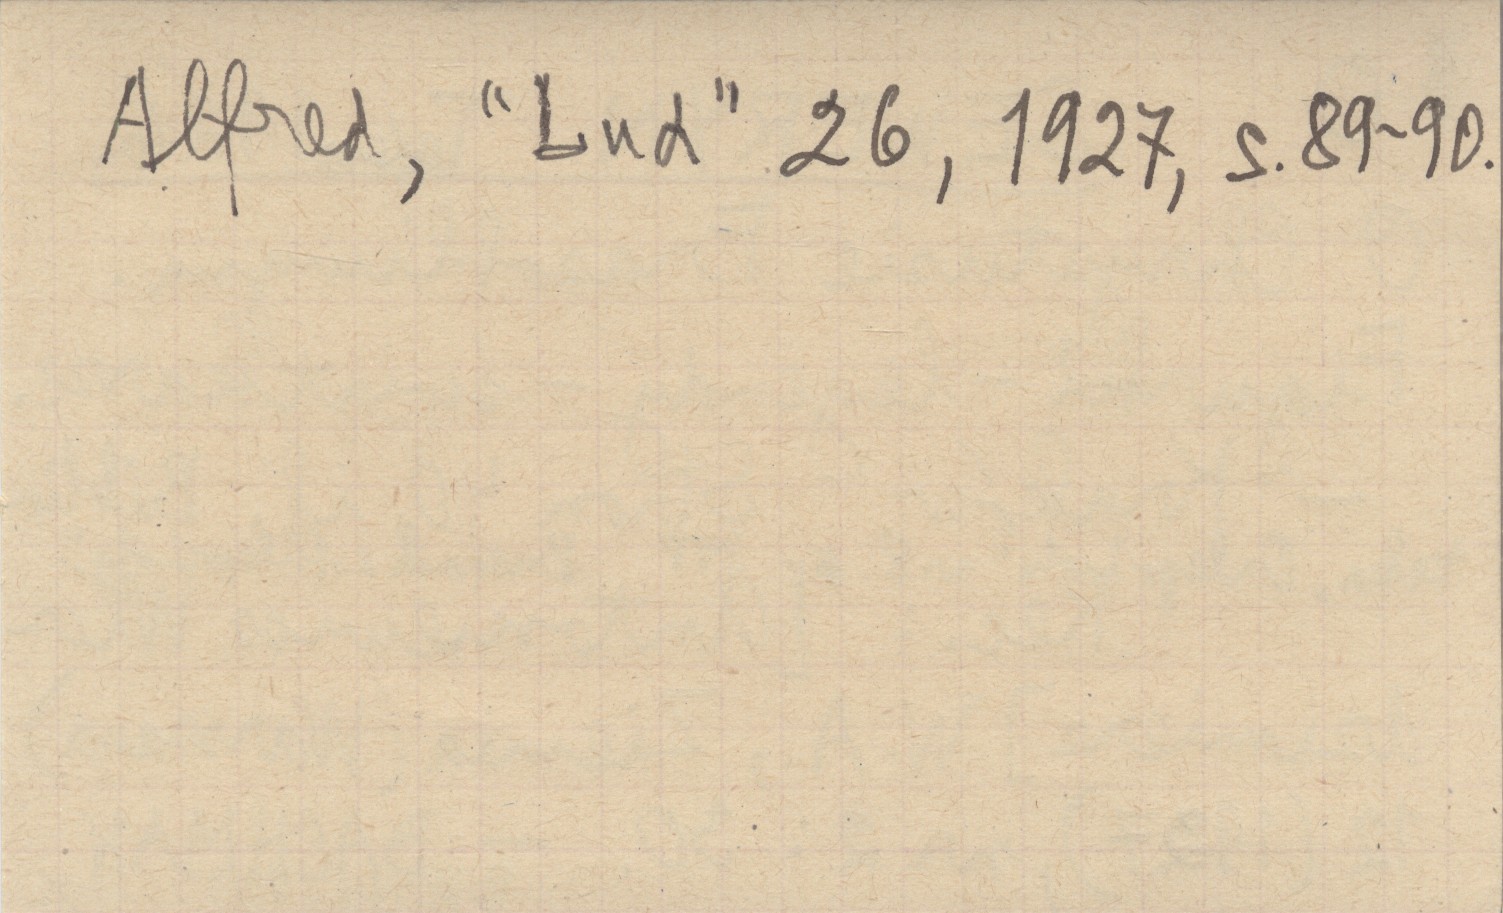 Alfred, "Lud" 26, 1927, s. 89-90.